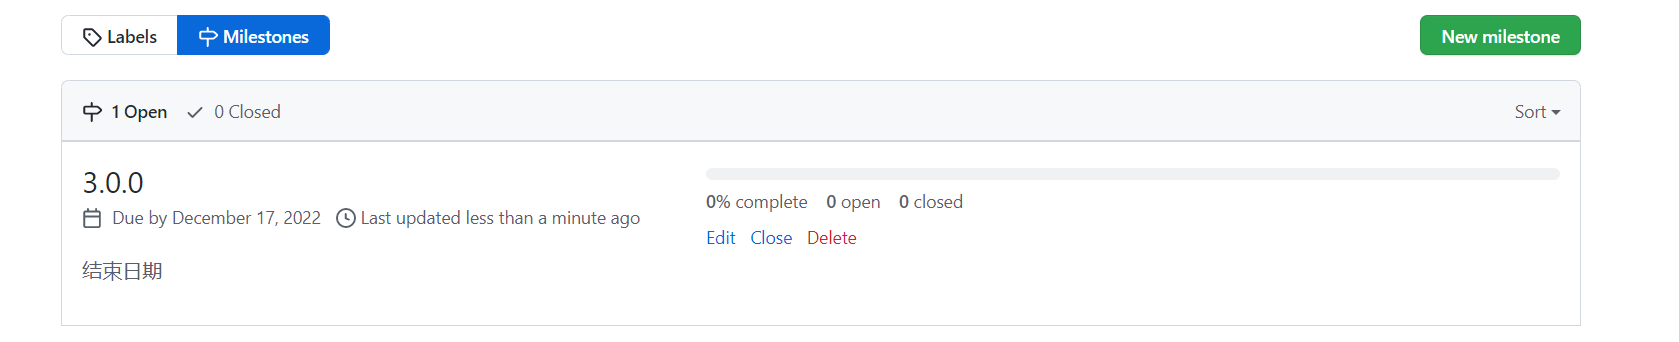 Labels Milestones New milestone
1 Open 0 Closed Sort
3.0.0
Due by December 17, 2022 Last updated less than a minute ago
结束日期
0% complete 0 open 0 closed
Edit Close Delete